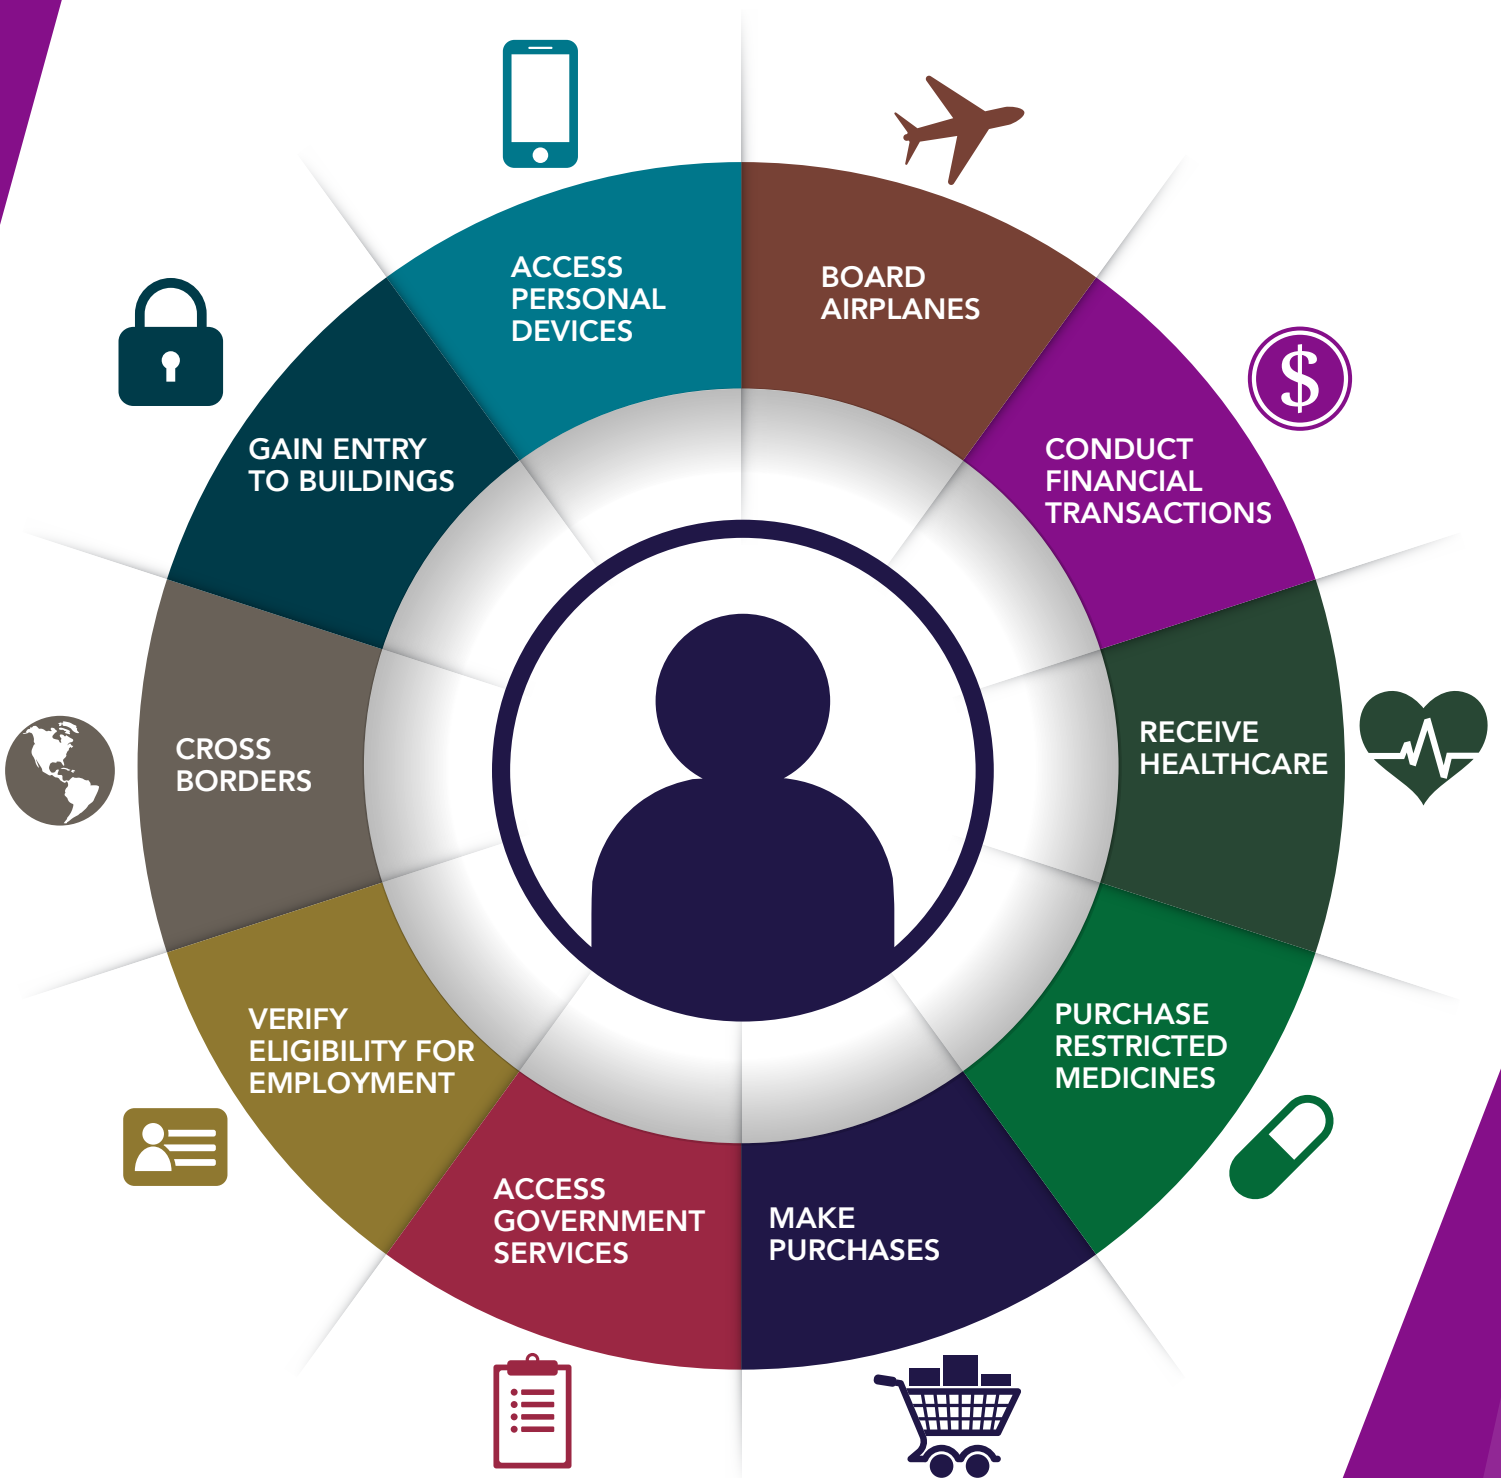 ACCESS
PERSONAL
DEVICES
BOARD
AIRPLANES
CONDUCT
FINANCIAL
TRANSACTIONS
RECEIVE
HEALTHCARE
PURCHASE
RESTRICTED
MEDICINES
MAKE
PURCHASES
ACCESS
GOVERNMENT
SERVICES
VERIFY
ELIGIBILITY FOR
EMPLOYMENT
CROSS
BORDERS
GAIN ENTRY
TO BUILDINGS
$